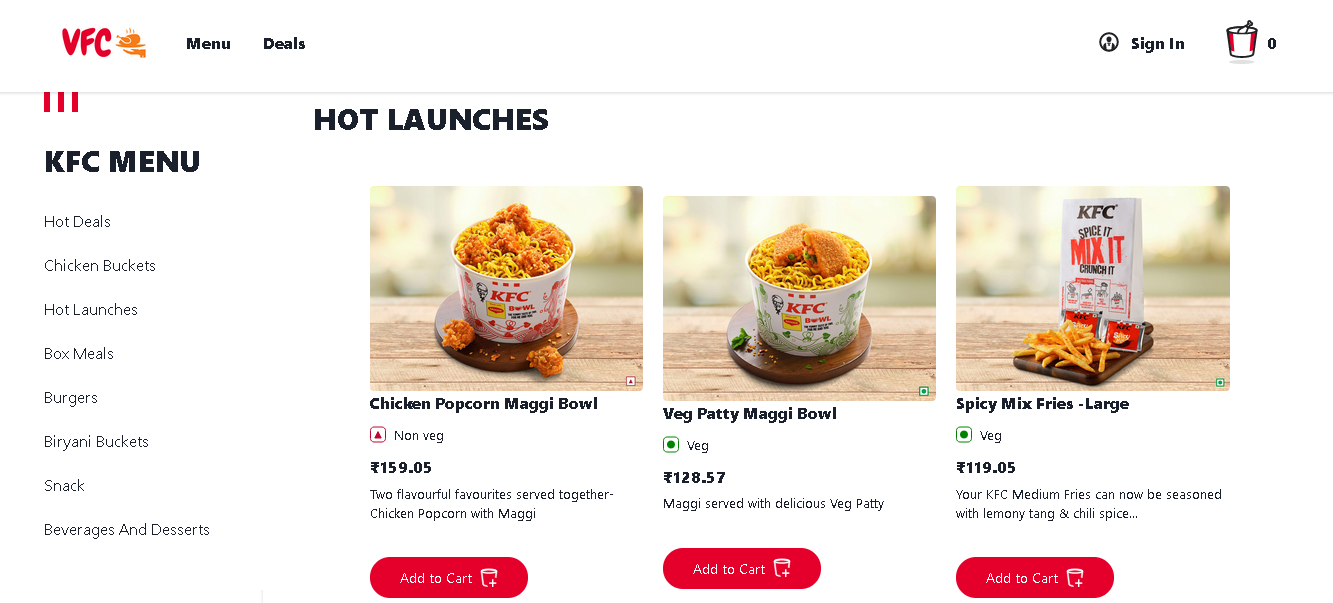 VFC
Menu
Deals
Sign In
0
KFC MENU
Hot Deals
Chicken Buckets
Hot Launches
Box Meals
Burgers
Biryani Buckets
Snack
Beverages And Desserts
HOT LAUNCHES
KFC
BOWL
Chicken Popcorn Maggi Bowl
Non veg
₹159.05
Two flavourful favourites served together-
Chicken Popcorn with Maggi
Add to Cart
KFC
BOWL
Veg Patty Maggi Bowl
Veg
₹128.57
Maggi served with delicious Veg Patty
Add to Cart
KFC
SPICE IT
MIX IT
CRUNCH IT
Spicy Mix Fries -Large
Veg
₹119.05
Your KFC Medium Fries can now be seasoned
with lemony tang & chili spice...
Add to Cart